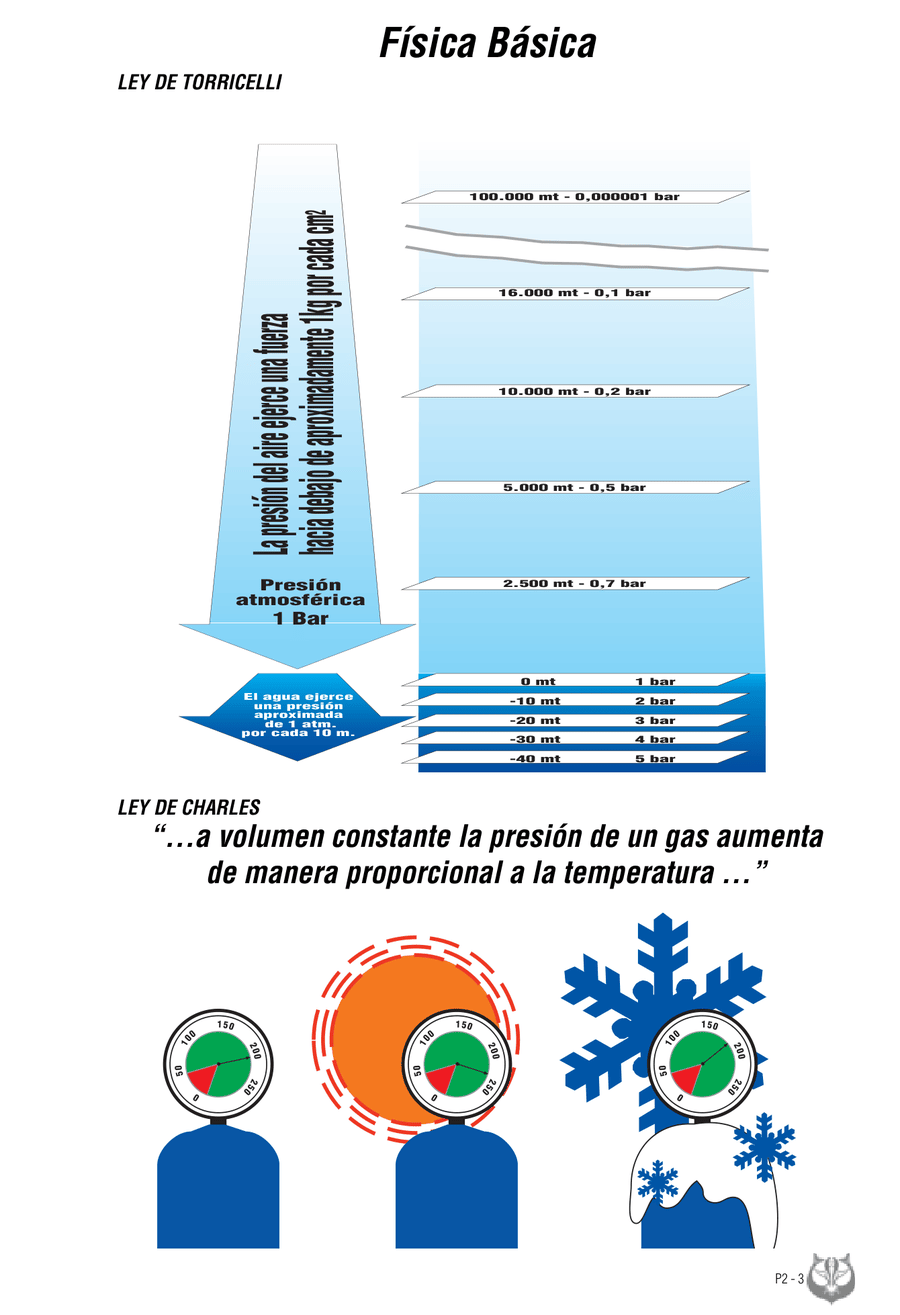 Física Básica
LEY DE TORRICELLI
La presión del aire ejerce una fuerza
hacia debajo de aproximadamente 1kg por cada cm²
Presión
atmosférica
1 Bar
100.000 mt - 0,000001 bar
16.000 mt - 0,1 bar
10.000 mt - 0,2 bar
5.000 mt - 0,5 bar
2.500 mt - 0,7 bar
El agua ejerce
una presión
aproximada
de 1 atm.
por cada 10 m.
0 mt 1 bar
-10 mt 2 bar
-20 mt 3 bar
-30 mt 4 bar
-40 mt 5 bar
LEY DE CHARLES
“...a volumen constante la presión de un gas aumenta
de manera proporcional a la temperatura ...”
0 50 100 150 200 250
0 50 100 150 200 250
0 50 100 150 200 250
P2 - 3